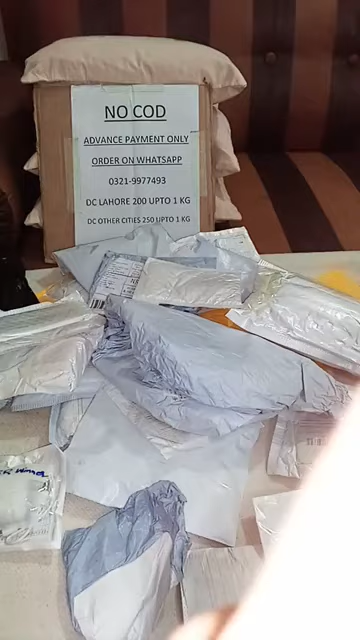 NO COD
ADVANCE PAYMENT ONLY
ORDER ON WHATSAPP
0321-9977493
DC LAHORE 200 UPTO 1 KG
DC OTHER CITIES 250 UPTO 1 KG